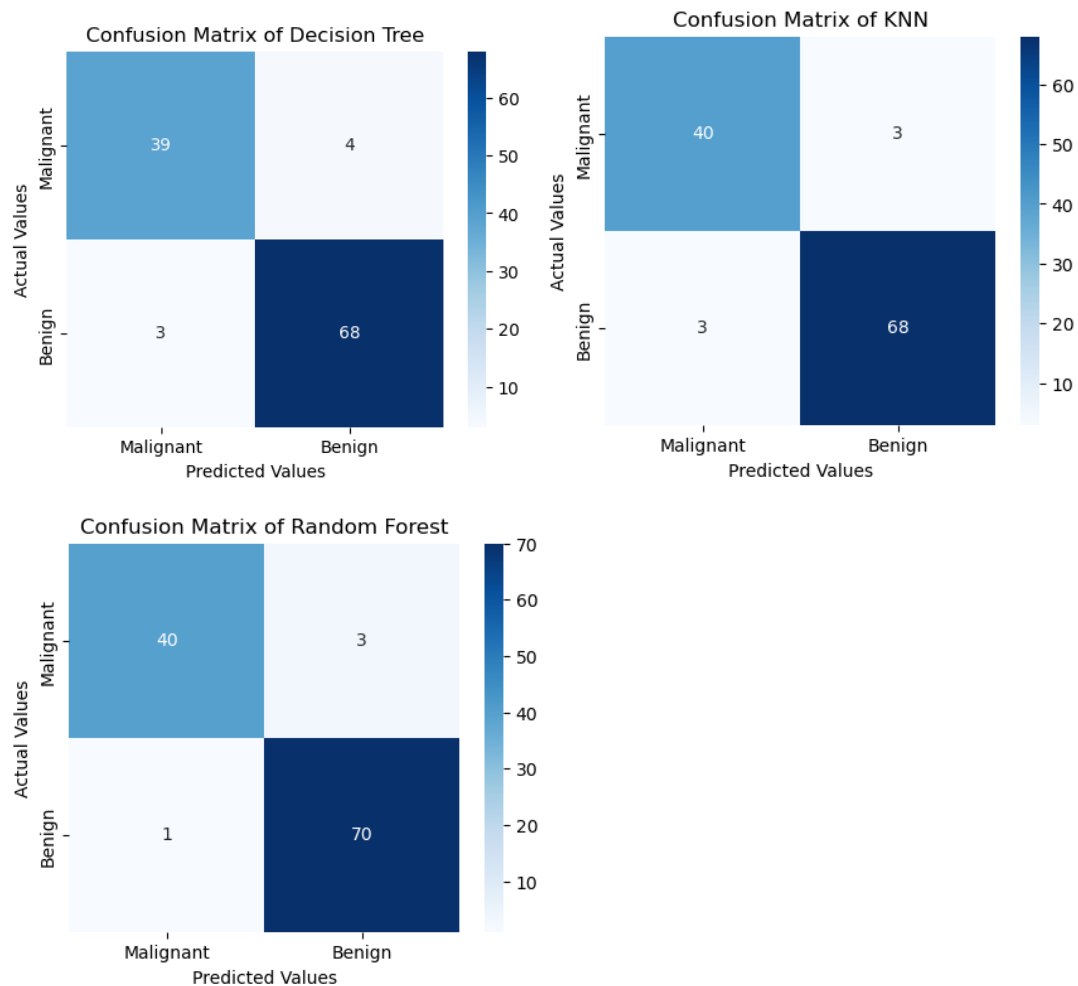 Confusion Matrix of Decision Tree
Actual Values
Malignant
Benign
39
4
3
68
Malignant
Benign
Predicted Values
60
50
40
30
20
10
Confusion Matrix of KNN
Actual Values
Malignant
Benign
40
3
3
68
Malignant
Benign
Predicted Values
60
50
40
30
20
10
Confusion Matrix of Random Forest
Actual Values
Malignant
Benign
40
3
1
70
Malignant
Benign
Predicted Values
70
60
50
40
30
20
10